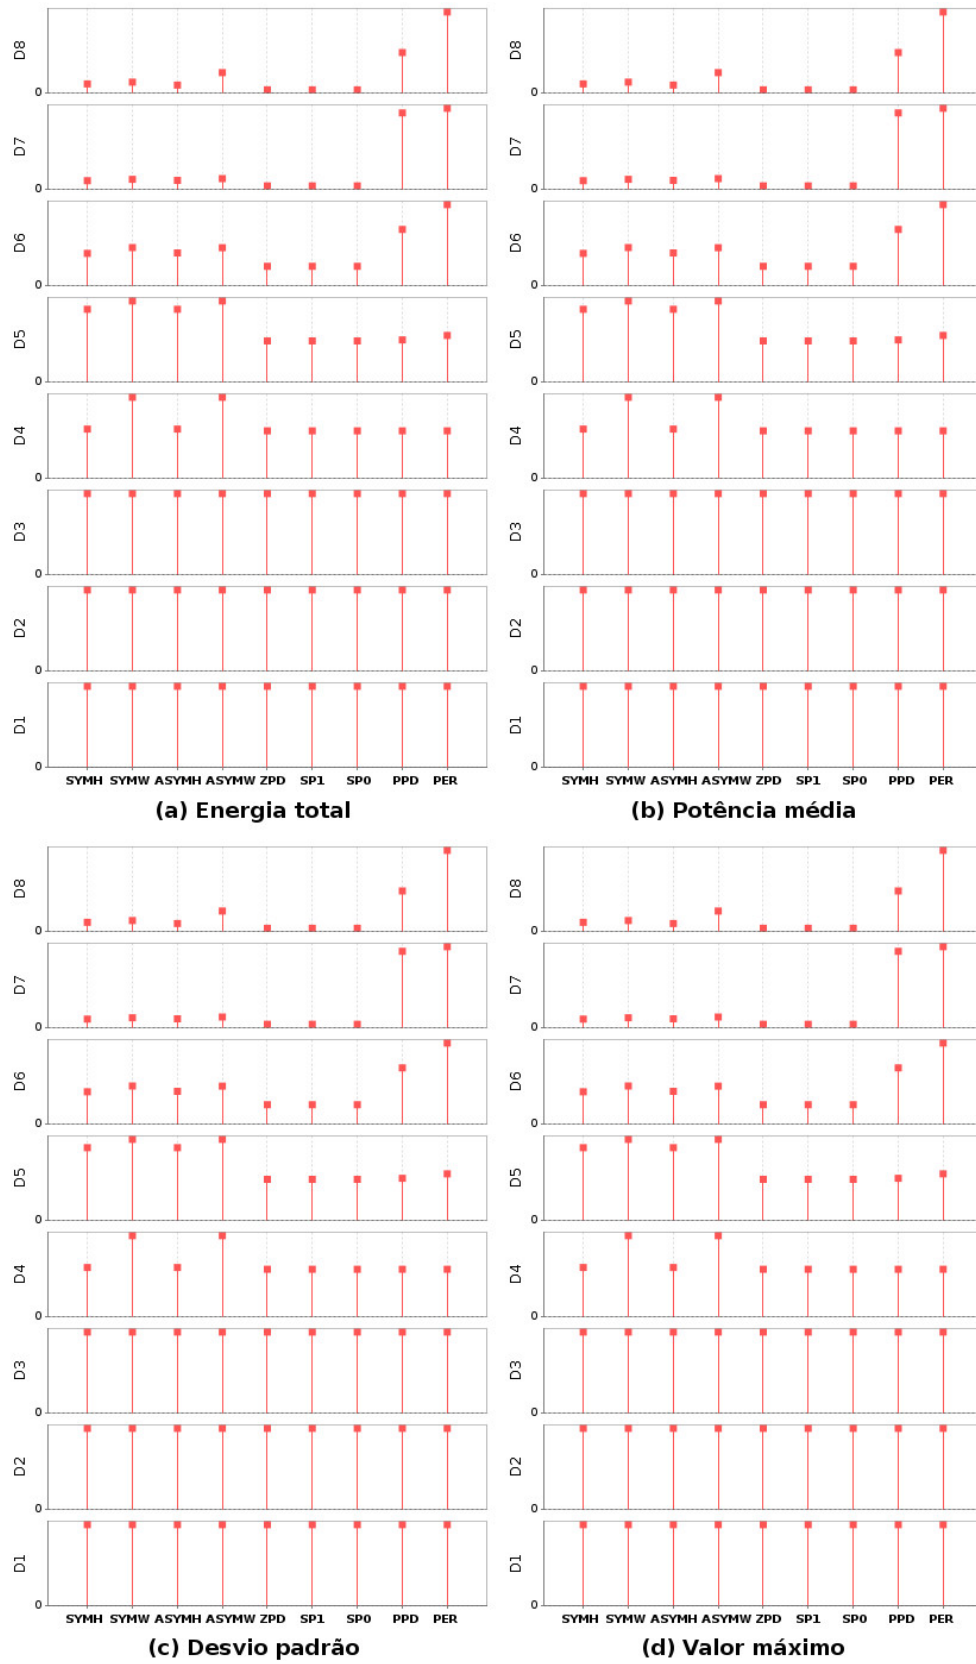 D8
0
D7
0
D6
0
D5
0
D4
0
D3
0
D2
0
D1
0
SYMH SYMW ASYMH ASYMW ZPD SP1 SP0 PPD PER
(a) Energia total
D8
0
D7
0
D6
0
D5
0
D4
0
D3
0
D2
0
D1
0
SYMH SYMW ASYMH ASYMW ZPD SP1 SP0 PPD PER
(b) Potência média
D8
0
D7
0
D6
0
D5
0
D4
0
D3
0
D2
0
D1
0
SYMH SYMW ASYMH ASYMW ZPD SP1 SP0 PPD PER
(c) Desvio padrão
D8
0
D7
0
D6
0
D5
0
D4
0
D3
0
D2
0
D1
0
SYMH SYMW ASYMH ASYMW ZPD SP1 SP0 PPD PER
(d) Valor máximo